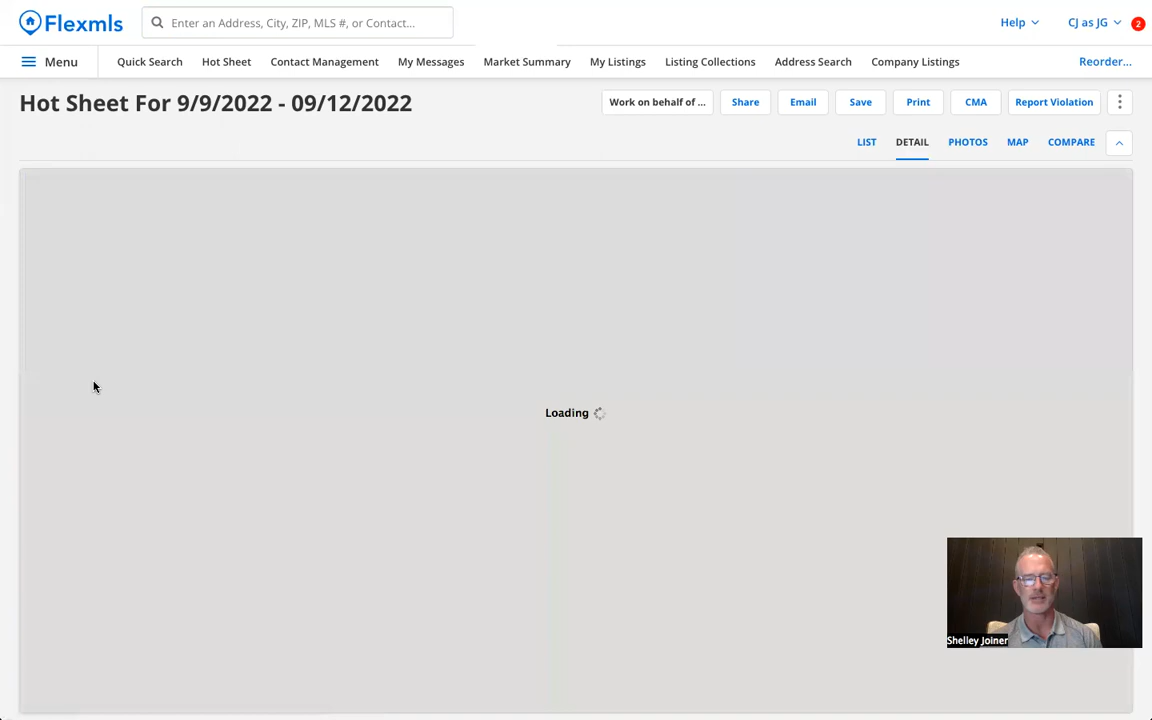 Flexmls
Enter an Address, City, ZIP, MLS #, or Contact...
Help
CJ as JG
2
Menu
Quick Search
Hot Sheet
Contact Management
My Messages
Market Summary
My Listings
Listing Collections
Address Search
Company Listings
Reorder...
Hot Sheet For 9/9/2022 - 09/12/2022
Work on behalf of ...
Share
Email
Save
Print
CMA
Report Violation
LIST
DETAIL
PHOTOS
MAP
COMPARE
Loading
Shelley Joiner